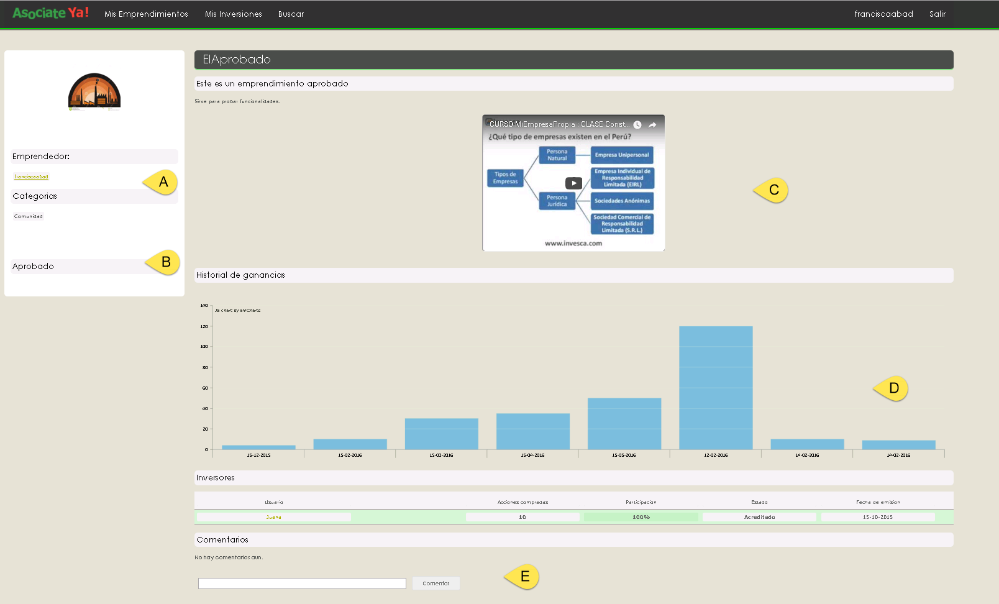 Asociate Ya! Mis Emprendimientos Mis Inversiones Buscar franciscaabad Salir
ElAprobado
Este es un emprendimiento aprobado
Sirve para probar funcionalidades.
CURSO MiEmpresaPropia : CLASE Const...
¿Qué tipo de empresas existen en el Perú?
Tipos de Empresas
Persona Natural
Persona Jurídica
Empresa Unipersonal
Empresa Individual de Responsabilidad Limitada (EIRL)
Sociedades Anónimas
Sociedad Comercial de Responsabilidad Limitada (S.R.L.)
www.invesca.com
Emprendedor:
franciscaabad
A
Categorias
Comunidad
B
Aprobado
C
Historial de ganancias
JS chart by amCharts
140
120
100
80
60
40
20
0
15-12-2015 15-02-2016 15-03-2016 15-04-2016 15-05-2016 12-02-2016 14-02-2016 14-02-2016
D
Inversores
Usuario Acciones compradas Participacion Estado Fecha de emision
Juana 10 100% Acreditado 15-10-2015
Comentarios
No hay comentarios aun.
Comentar
E